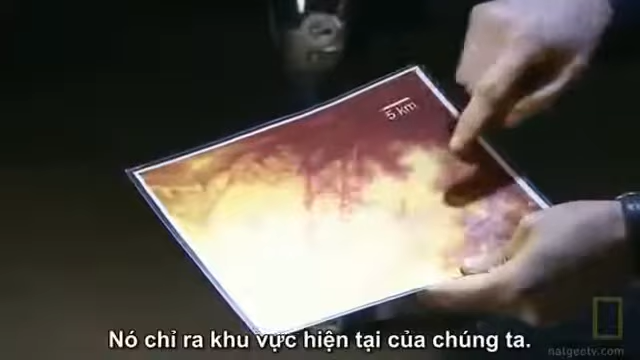 5 km
Nó chỉ ra khu vực hiện tại của chúng ta.
natgeotv.com